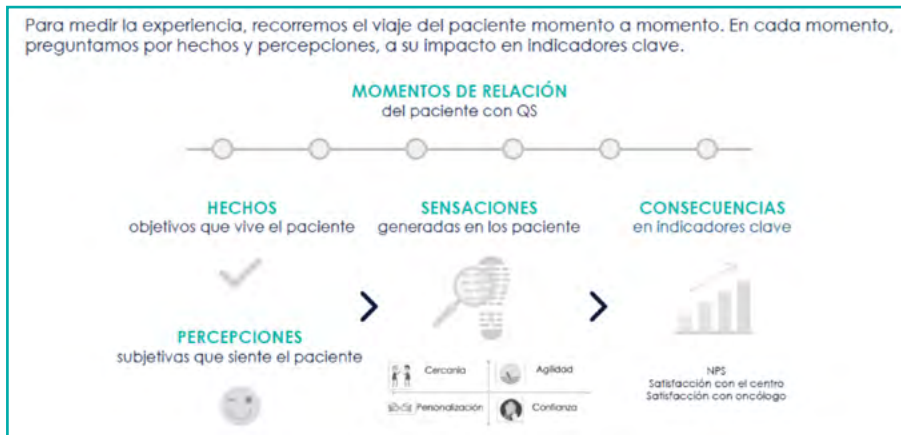 Para medir la experiencia, recorremos el viaje del paciente momento a momento. En cada momento,
preguntamos por hechos y percepciones, a su impacto en indicadores clave.
MOMENTOS DE RELACIÓN
del paciente con QS
HECHOS
objetivos que vive el paciente
PERCEPCIONES
subjetivas que siente el paciente
SENSACIONES
generadas en los paciente
Cercanía
Agilidad
Personalización
Confianza
CONSECUENCIAS
en indicadores clave
NPS
Satisfacción con el centro
Satisfacción con oncólogo